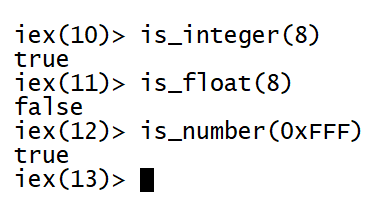 iex(10)> is_integer(8)
true
iex(11)> is_float(8)
false
iex(12)> is_number(0xFFF)
true
iex(13)>